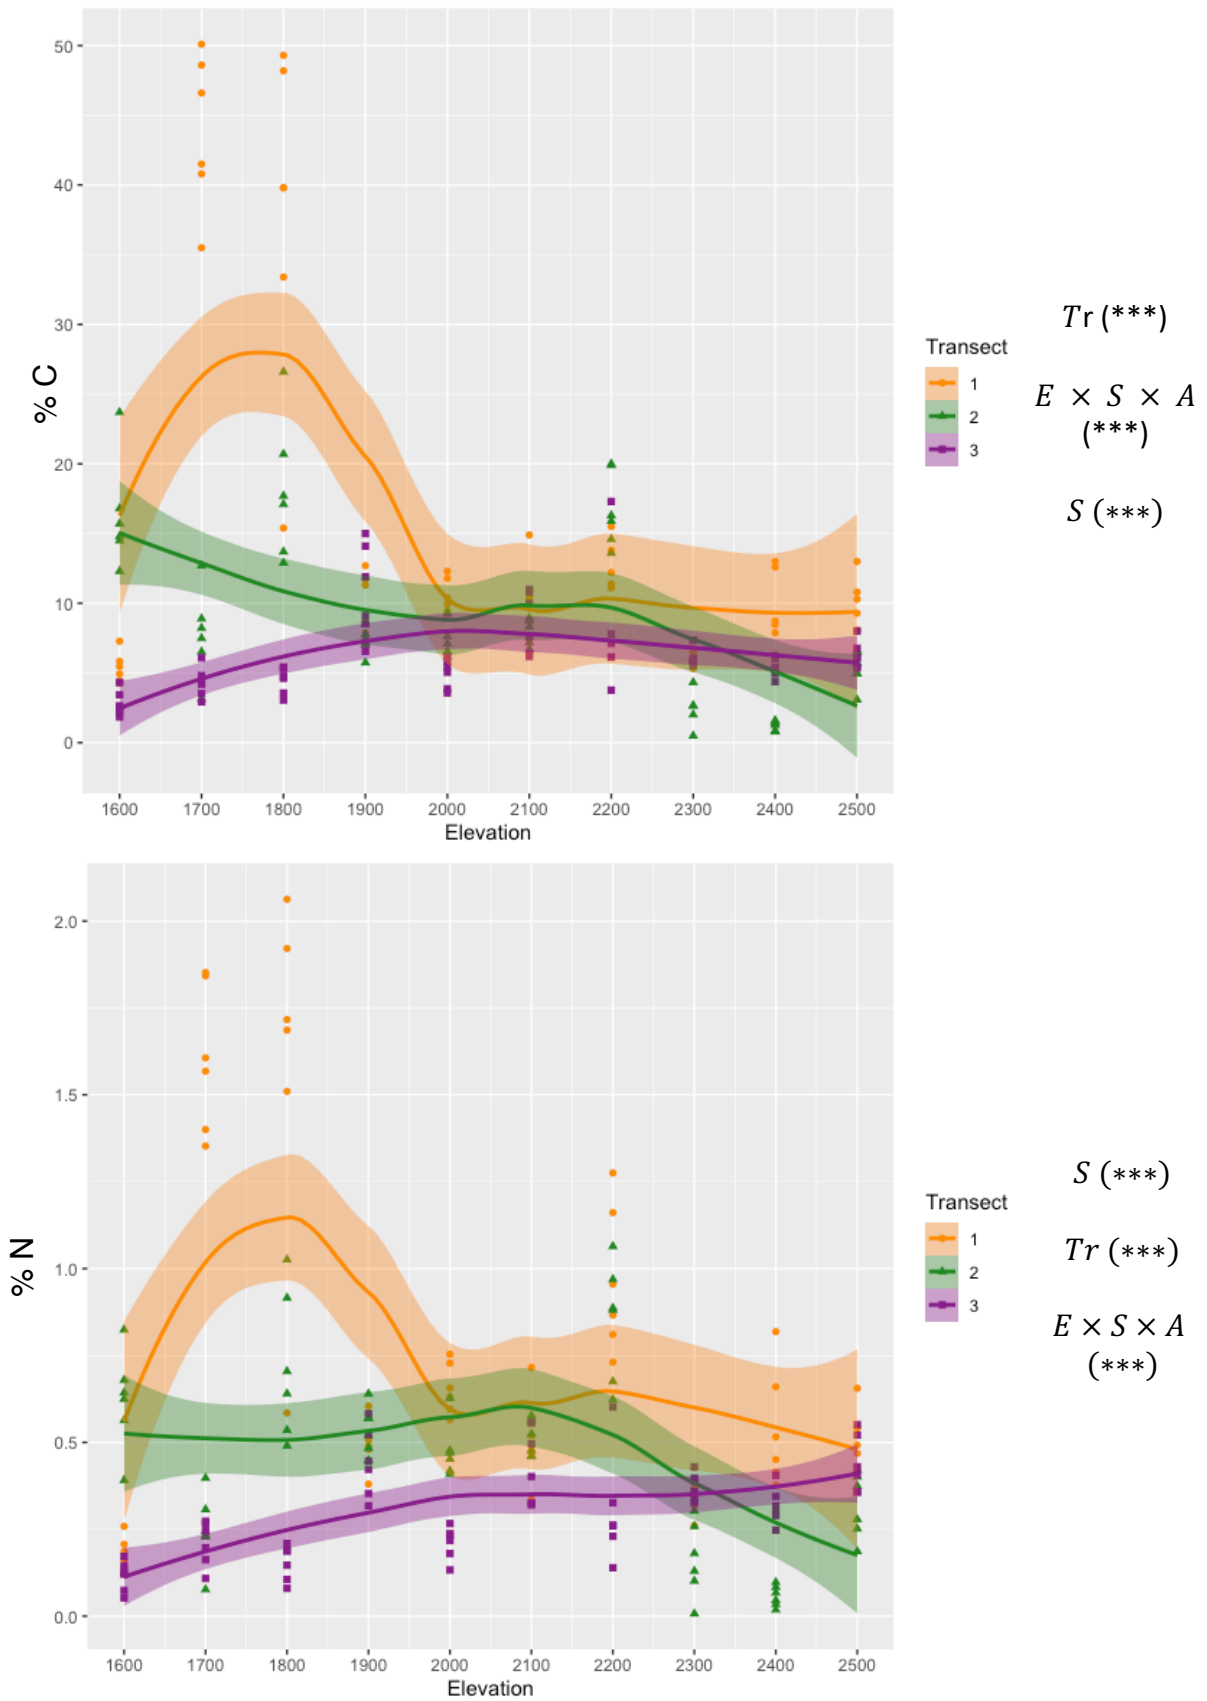 50
40
30
20
10
0
% C
1600 1700 1800 1900 2000 2100 2200 2300 2400 2500
Elevation
Transect
1
2
3
Tr (***)
E × S × A
(***)
S (***)
2.0
1.5
1.0
0.5
0.0
% N
1600 1700 1800 1900 2000 2100 2200 2300 2400 2500
Elevation
Transect
1
2
3
S (***)
Tr (***)
E × S × A
(***)